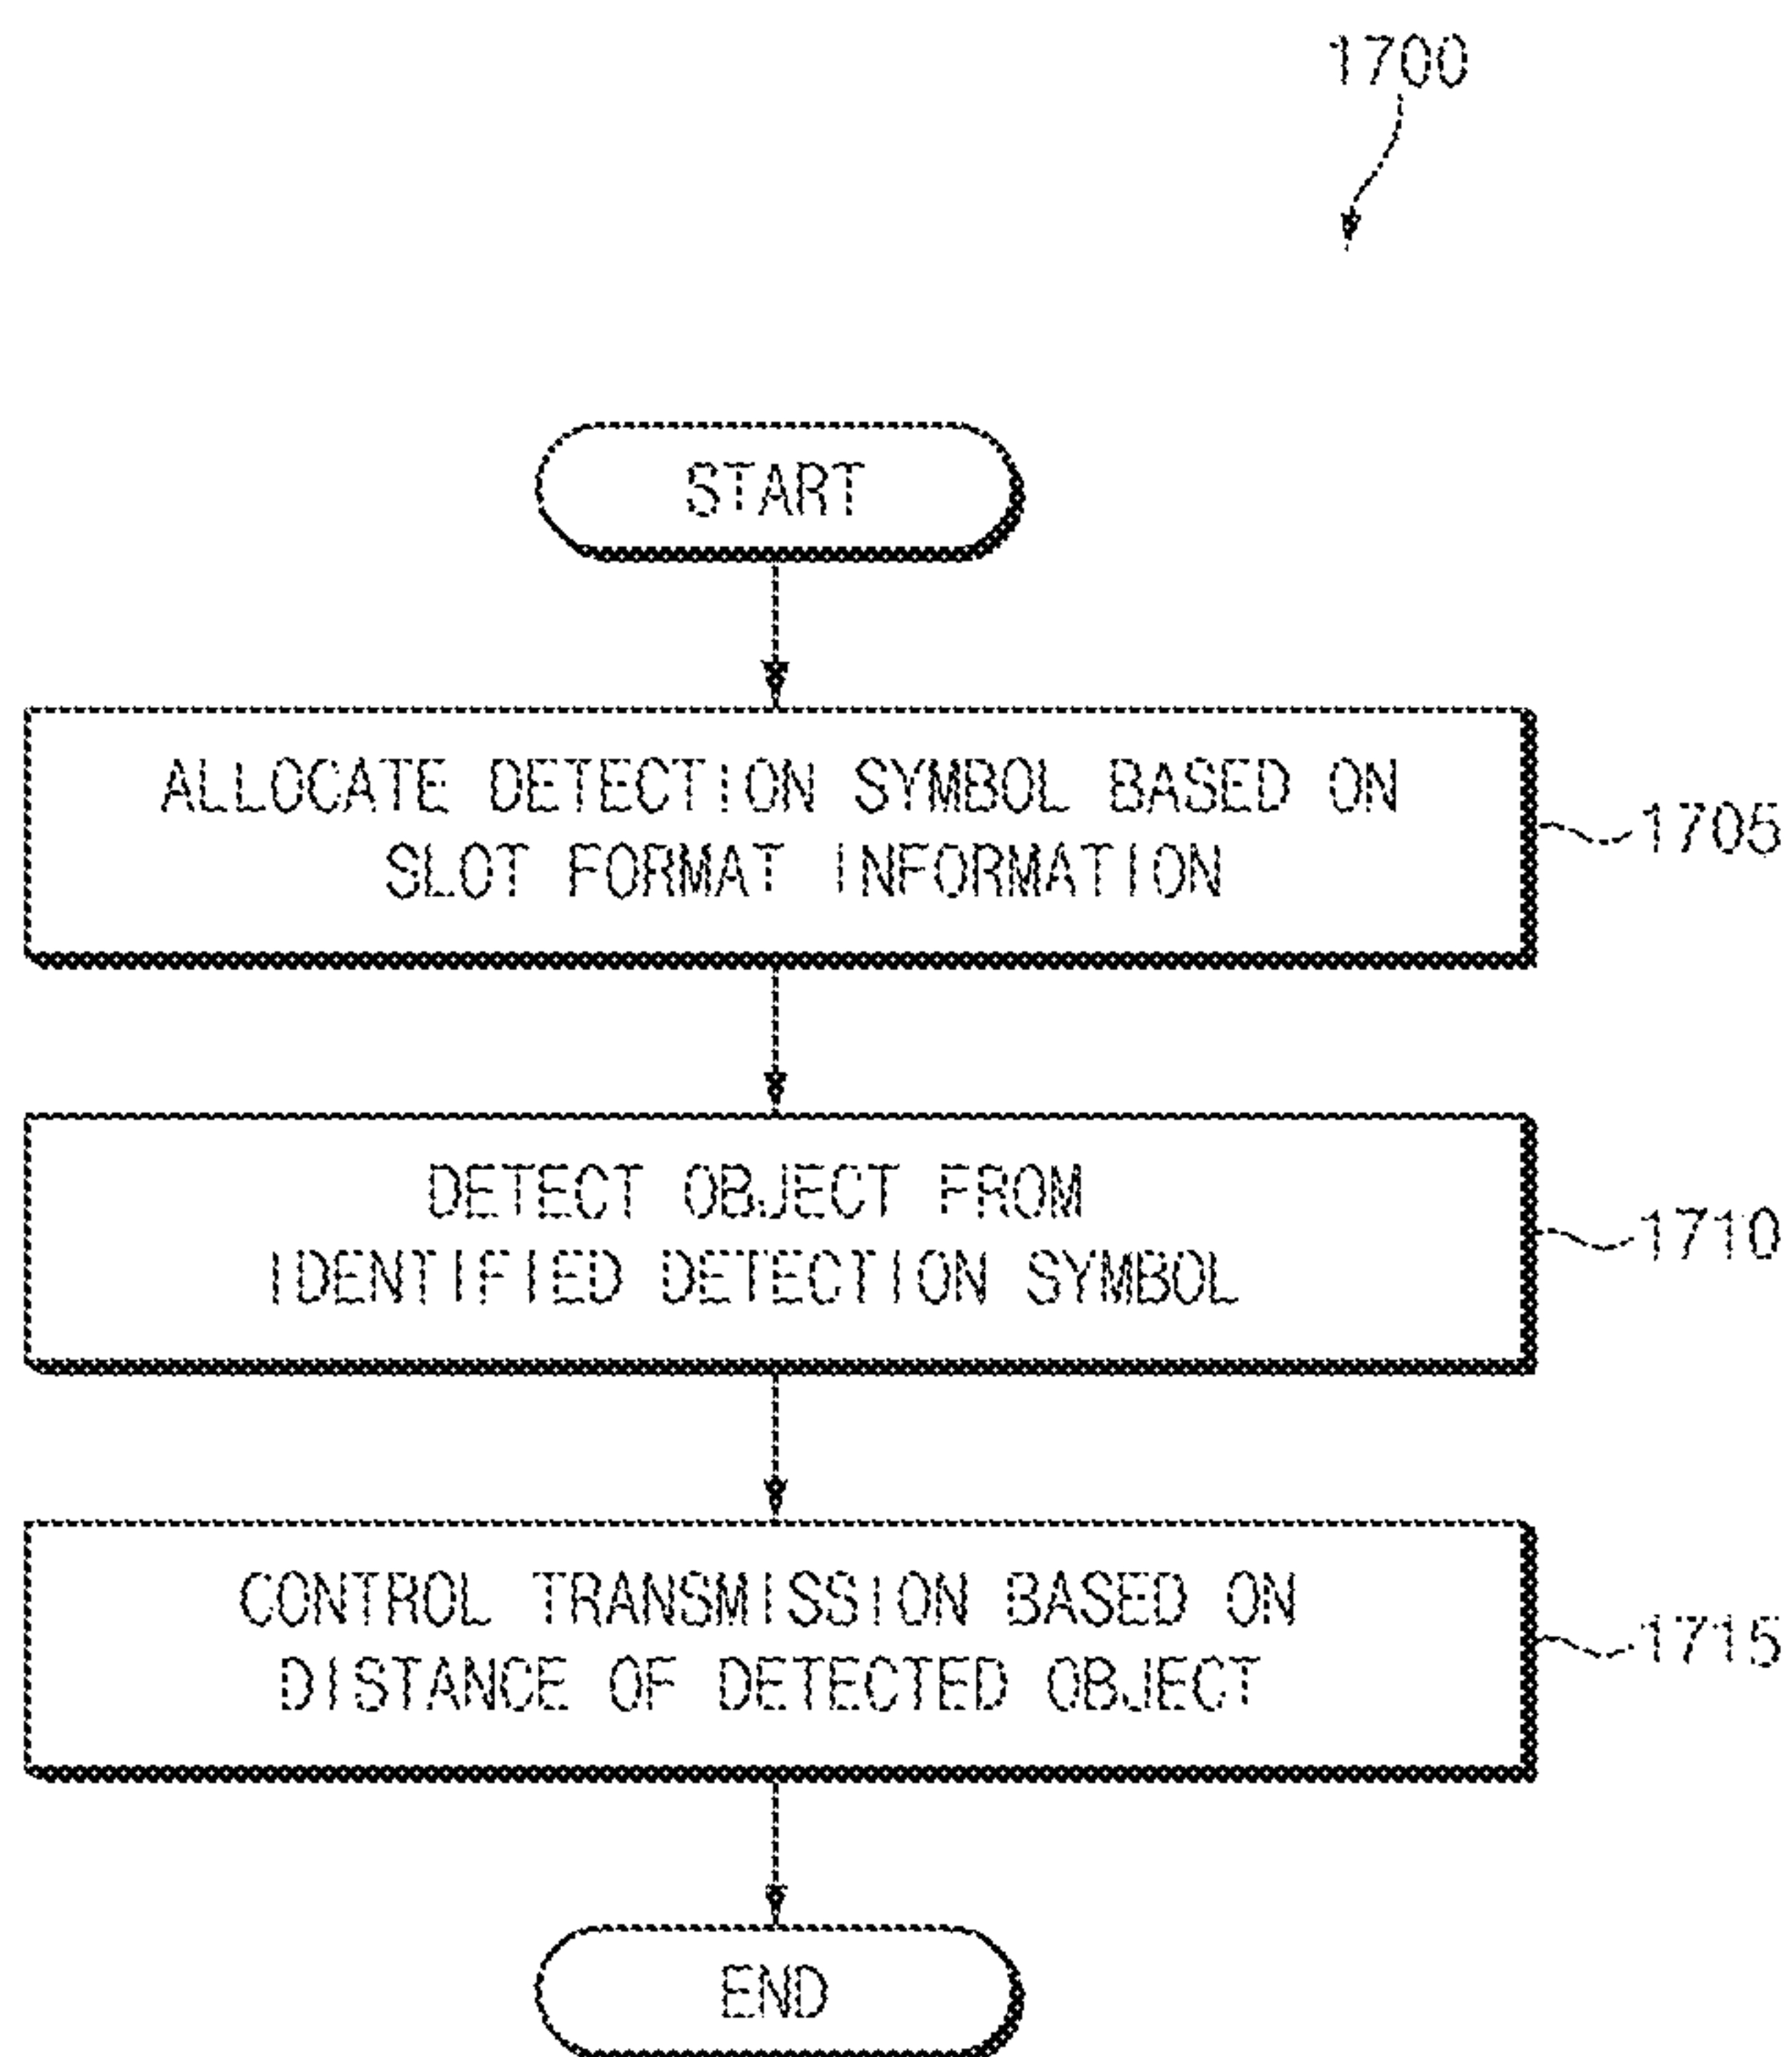 1700
START
ALLOCATE DETECTION SYMBOL BASED ON
SLOT FORMAT INFORMATION
1705
DETECT OBJECT FROM
IDENTIFIED DETECTION SYMBOL
1710
CONTROL TRANSMISSION BASED ON
DISTANCE OF DETECTED OBJECT
1715
END